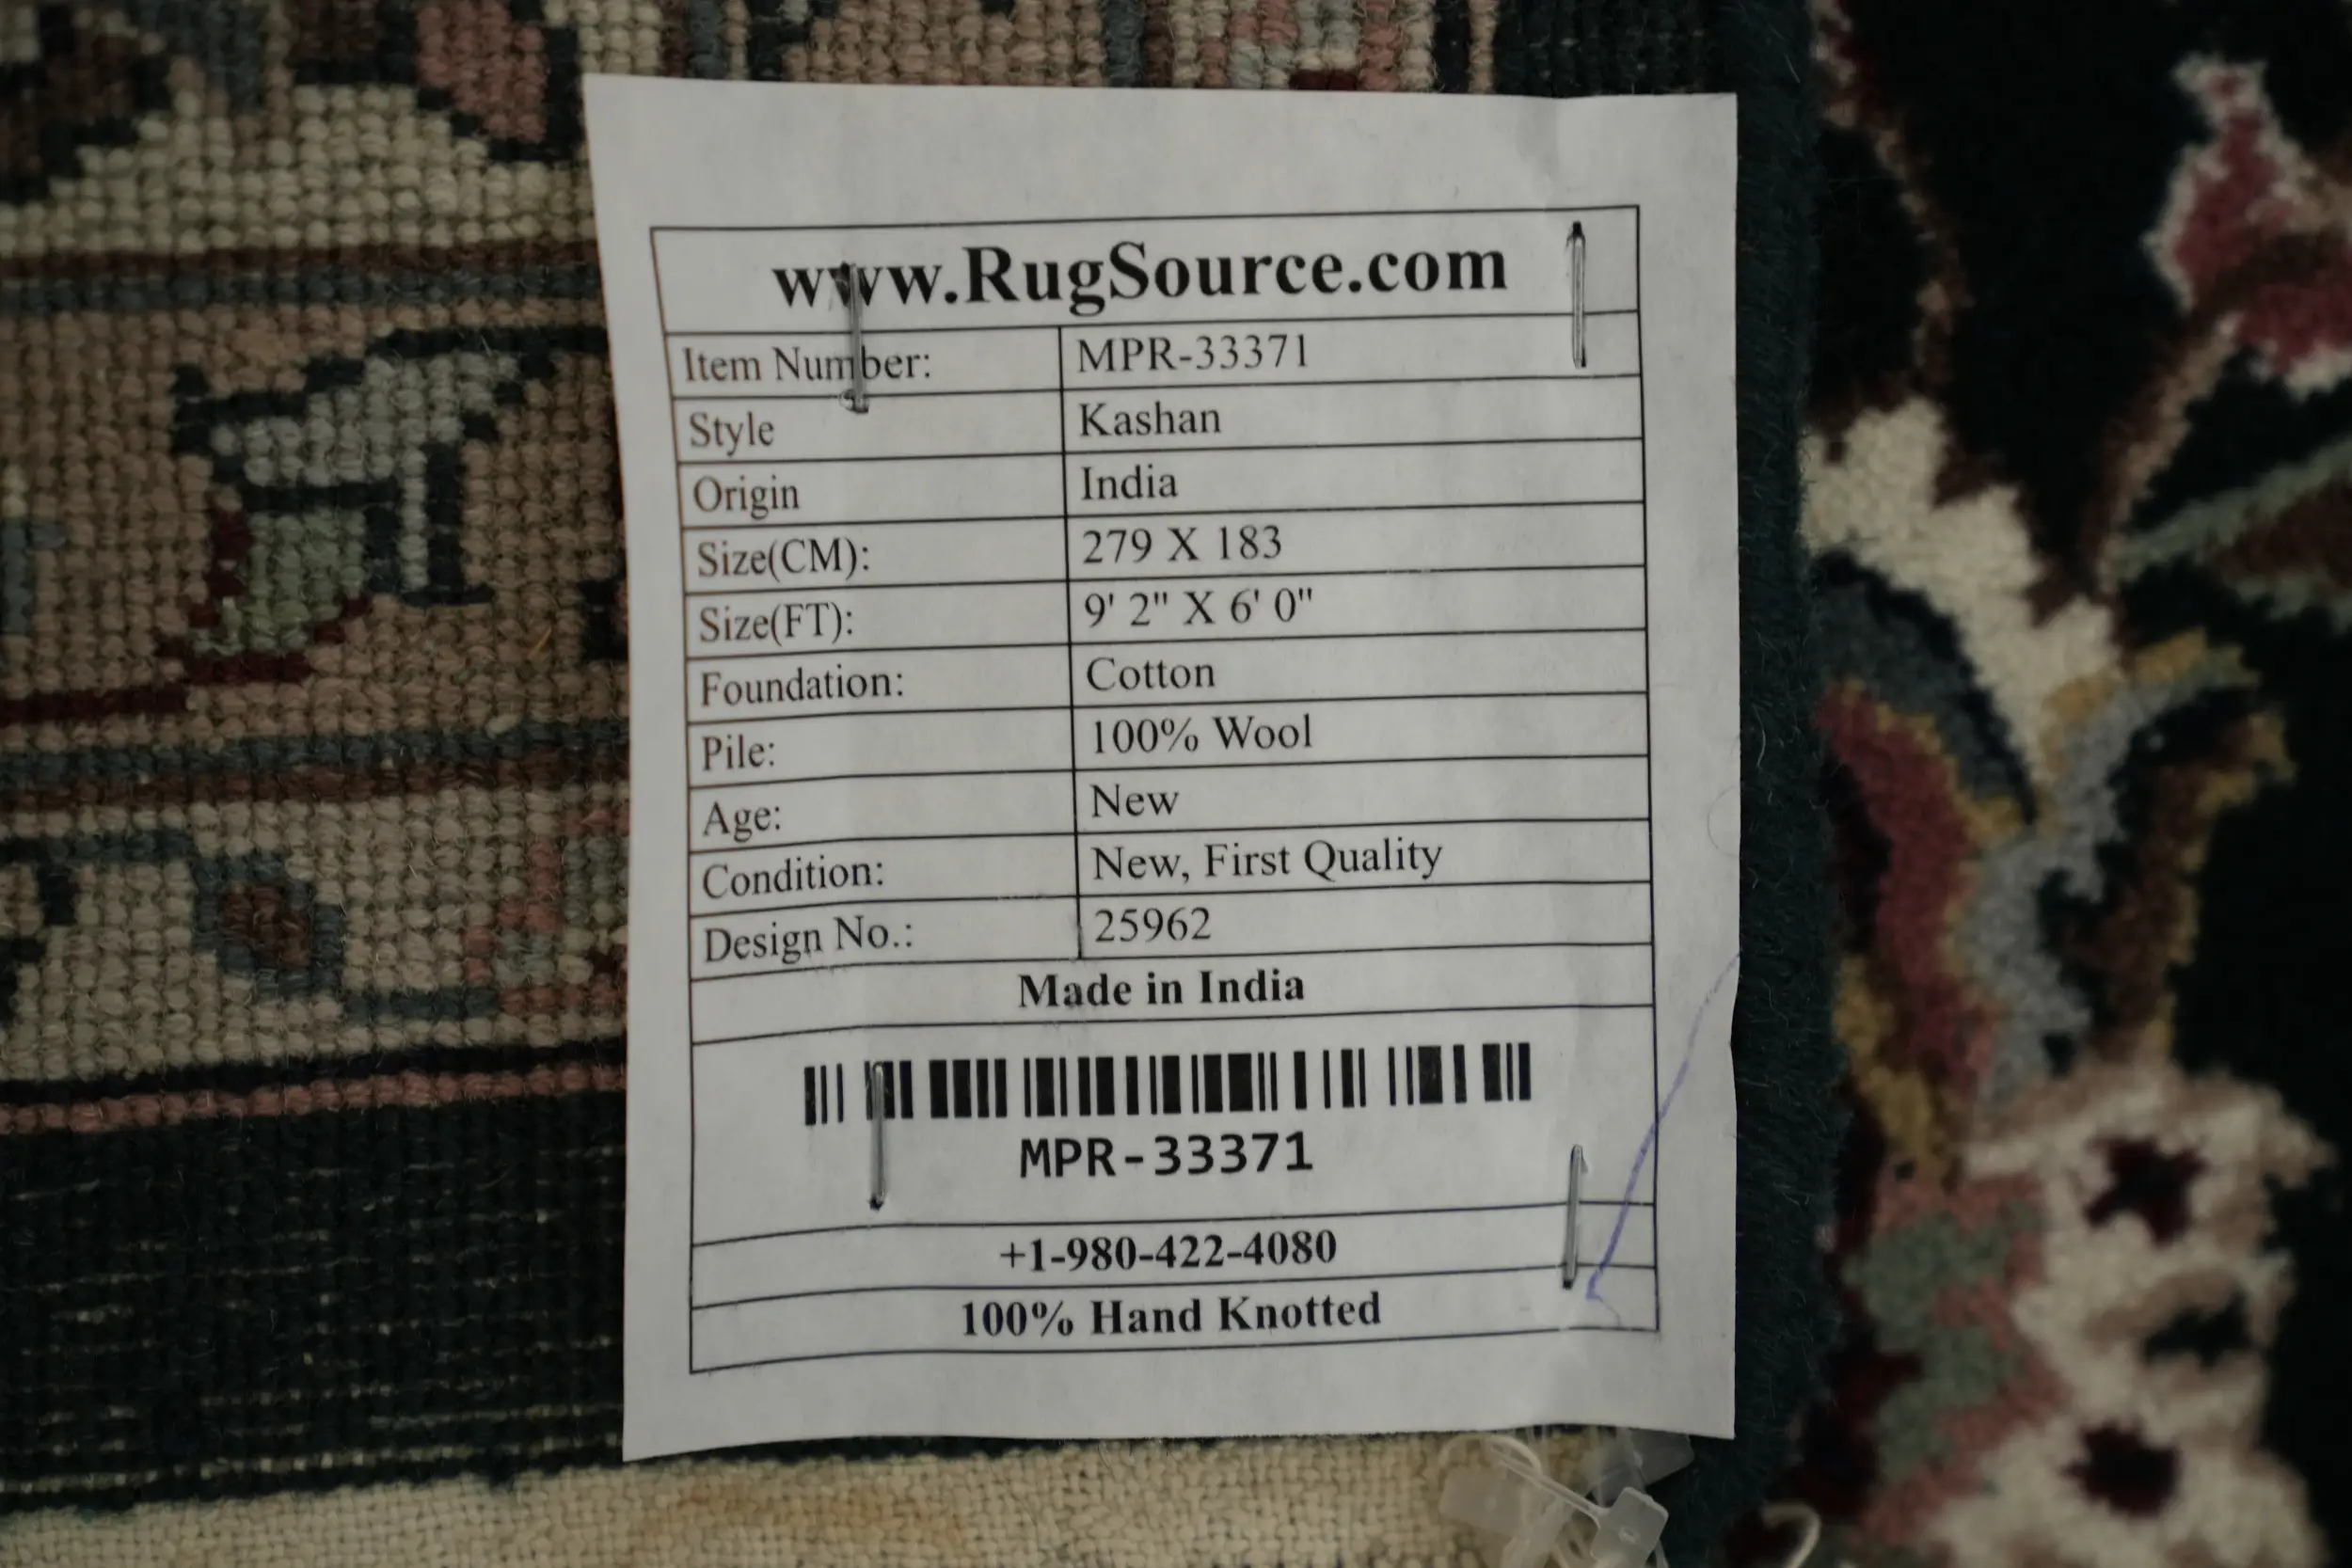 www.RugSource.com
Item Number: MPR-33371
Style Kashan
Origin India
Size(CM): 279 X 183
Size(FT): 9' 2" X 6' 0"
Foundation: Cotton
Pile: 100% Wool
Age: New
Condition: New, First Quality
Design No.: 25962
Made in India
MPR-33371
+1-980-422-4080
100% Hand Knotted